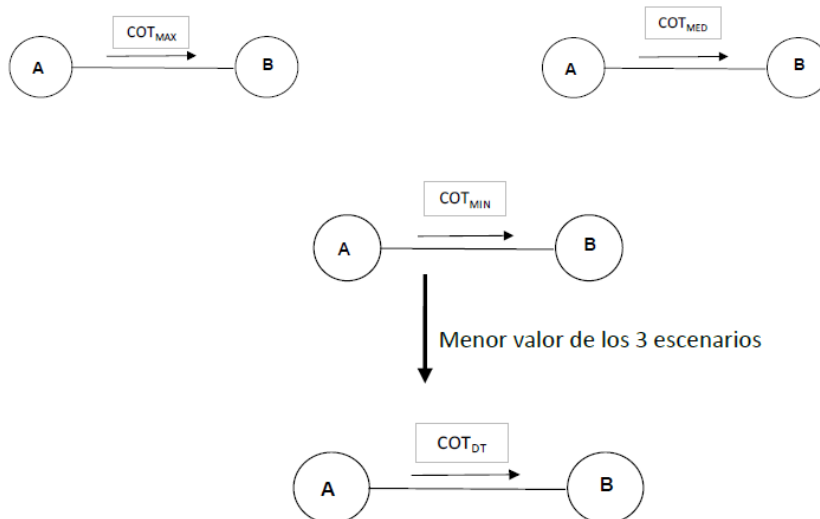 COTMAX
A
B
COTMED
A
B
COTMIN
A
B
Menor valor de los 3 escenarios
COTDT
A
B